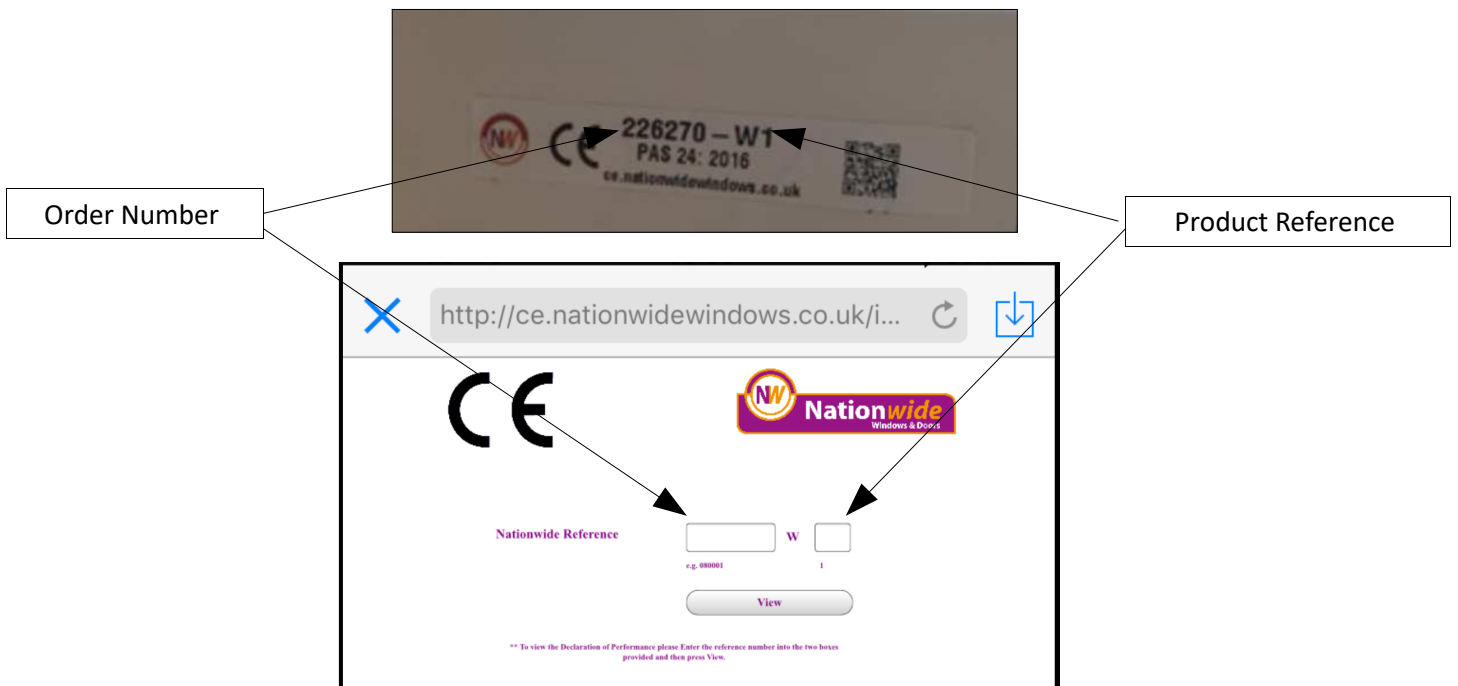 NW CE 226270 – W1
PAS 24: 2016
ce.nationwidewindows.co.uk
Order Number
Product Reference
http://ce.nationwidewindows.co.uk/i...
CE
NW Nationwide
Windows & Doors
Nationwide Reference W
e.g. 080001 1
View
** To view the Declaration of Performance please Enter the reference number into the two boxes
provided and then press View.